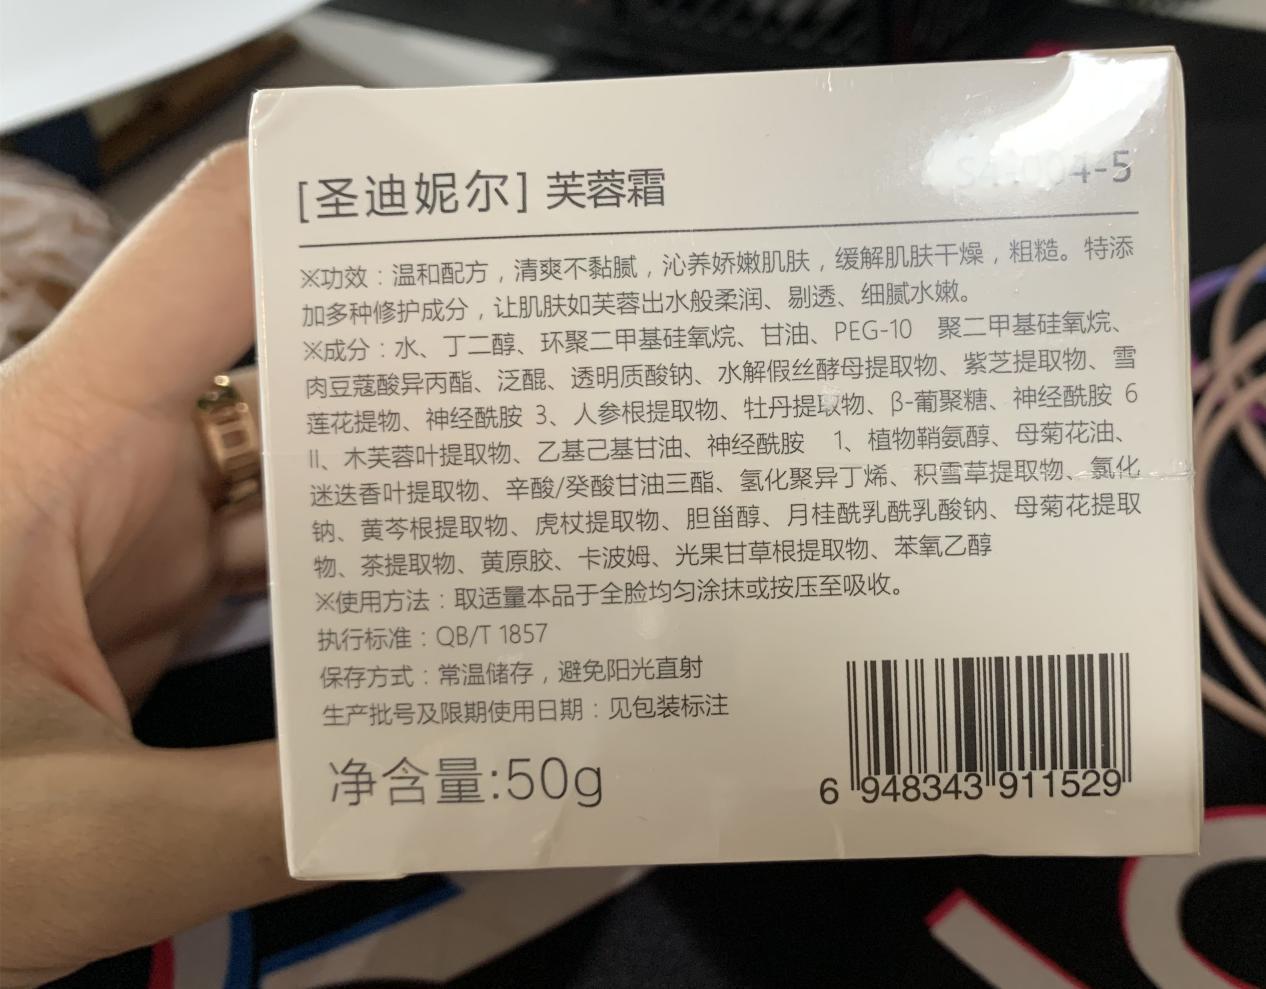 [圣迪妮尔] 芙蓉霜
04-5
※功效：温和配方，清爽不黏腻，沁养娇嫩肌肤，缓解肌肤干燥，粗糙。特添
加多种修护成分，让肌肤如芙蓉出水般柔润、剔透、细腻水嫩。
※成分：水、丁二醇、环聚二甲基硅氧烷、甘油、PEG-10 聚二甲基硅氧烷、
肉豆蔻酸异丙酯、泛醌、透明质酸钠、水解假丝酵母提取物、紫芝提取物、雪
莲花提物、神经酰胺 3、人参根提取物、牡丹提取物、β-葡聚糖、神经酰胺 6
II、木芙蓉叶提取物、乙基己基甘油、神经酰胺 1、植物鞘氨醇、母菊花油、
迷迭香叶提取物、辛酸/癸酸甘油三酯、氢化聚异丁烯、积雪草提取物、氯化
钠、黄芩根提取物、虎杖提取物、胆甾醇、月桂酰乳酰乳酸钠、母菊花提取
物、茶提取物、黄原胶、卡波姆、光果甘草根提取物、苯氧乙醇
※使用方法：取适量本品于全脸均匀涂抹或按压至吸收。
执行标准：QB/T 1857
保存方式：常温储存，避免阳光直射
生产批号及限期使用日期：见包装标注
净含量:50g
6 948343 911529